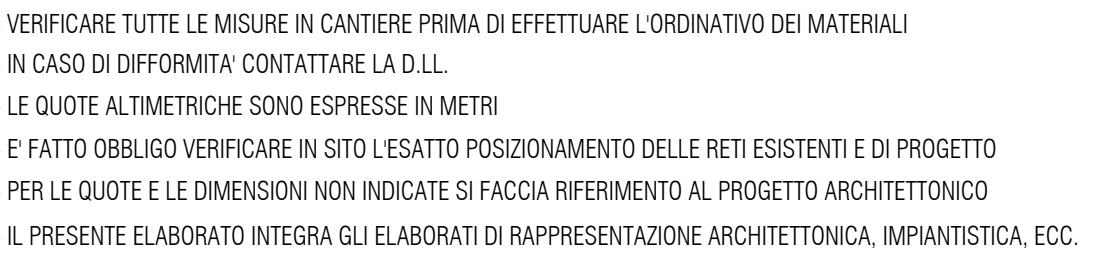 VERIFICARE TUTTE LE MISURE IN CANTIERE PRIMA DI EFFETTUARE L'ORDINATIVO DEI MATERIALI
IN CASO DI DIFFORMITA' CONTATTARE LA D.LL.
LE QUOTE ALTIMETRICHE SONO ESPRESSE IN METRI
E' FATTO OBBLIGO VERIFICARE IN SITO L'ESATTO POSIZIONAMENTO DELLE RETI ESISTENTI E DI PROGETTO
PER LE QUOTE E LE DIMENSIONI NON INDICATE SI FACCIA RIFERIMENTO AL PROGETTO ARCHITETTONICO
IL PRESENTE ELABORATO INTEGRA GLI ELABORATI DI RAPPRESENTAZIONE ARCHITETTONICA, IMPIANTISTICA, ECC.